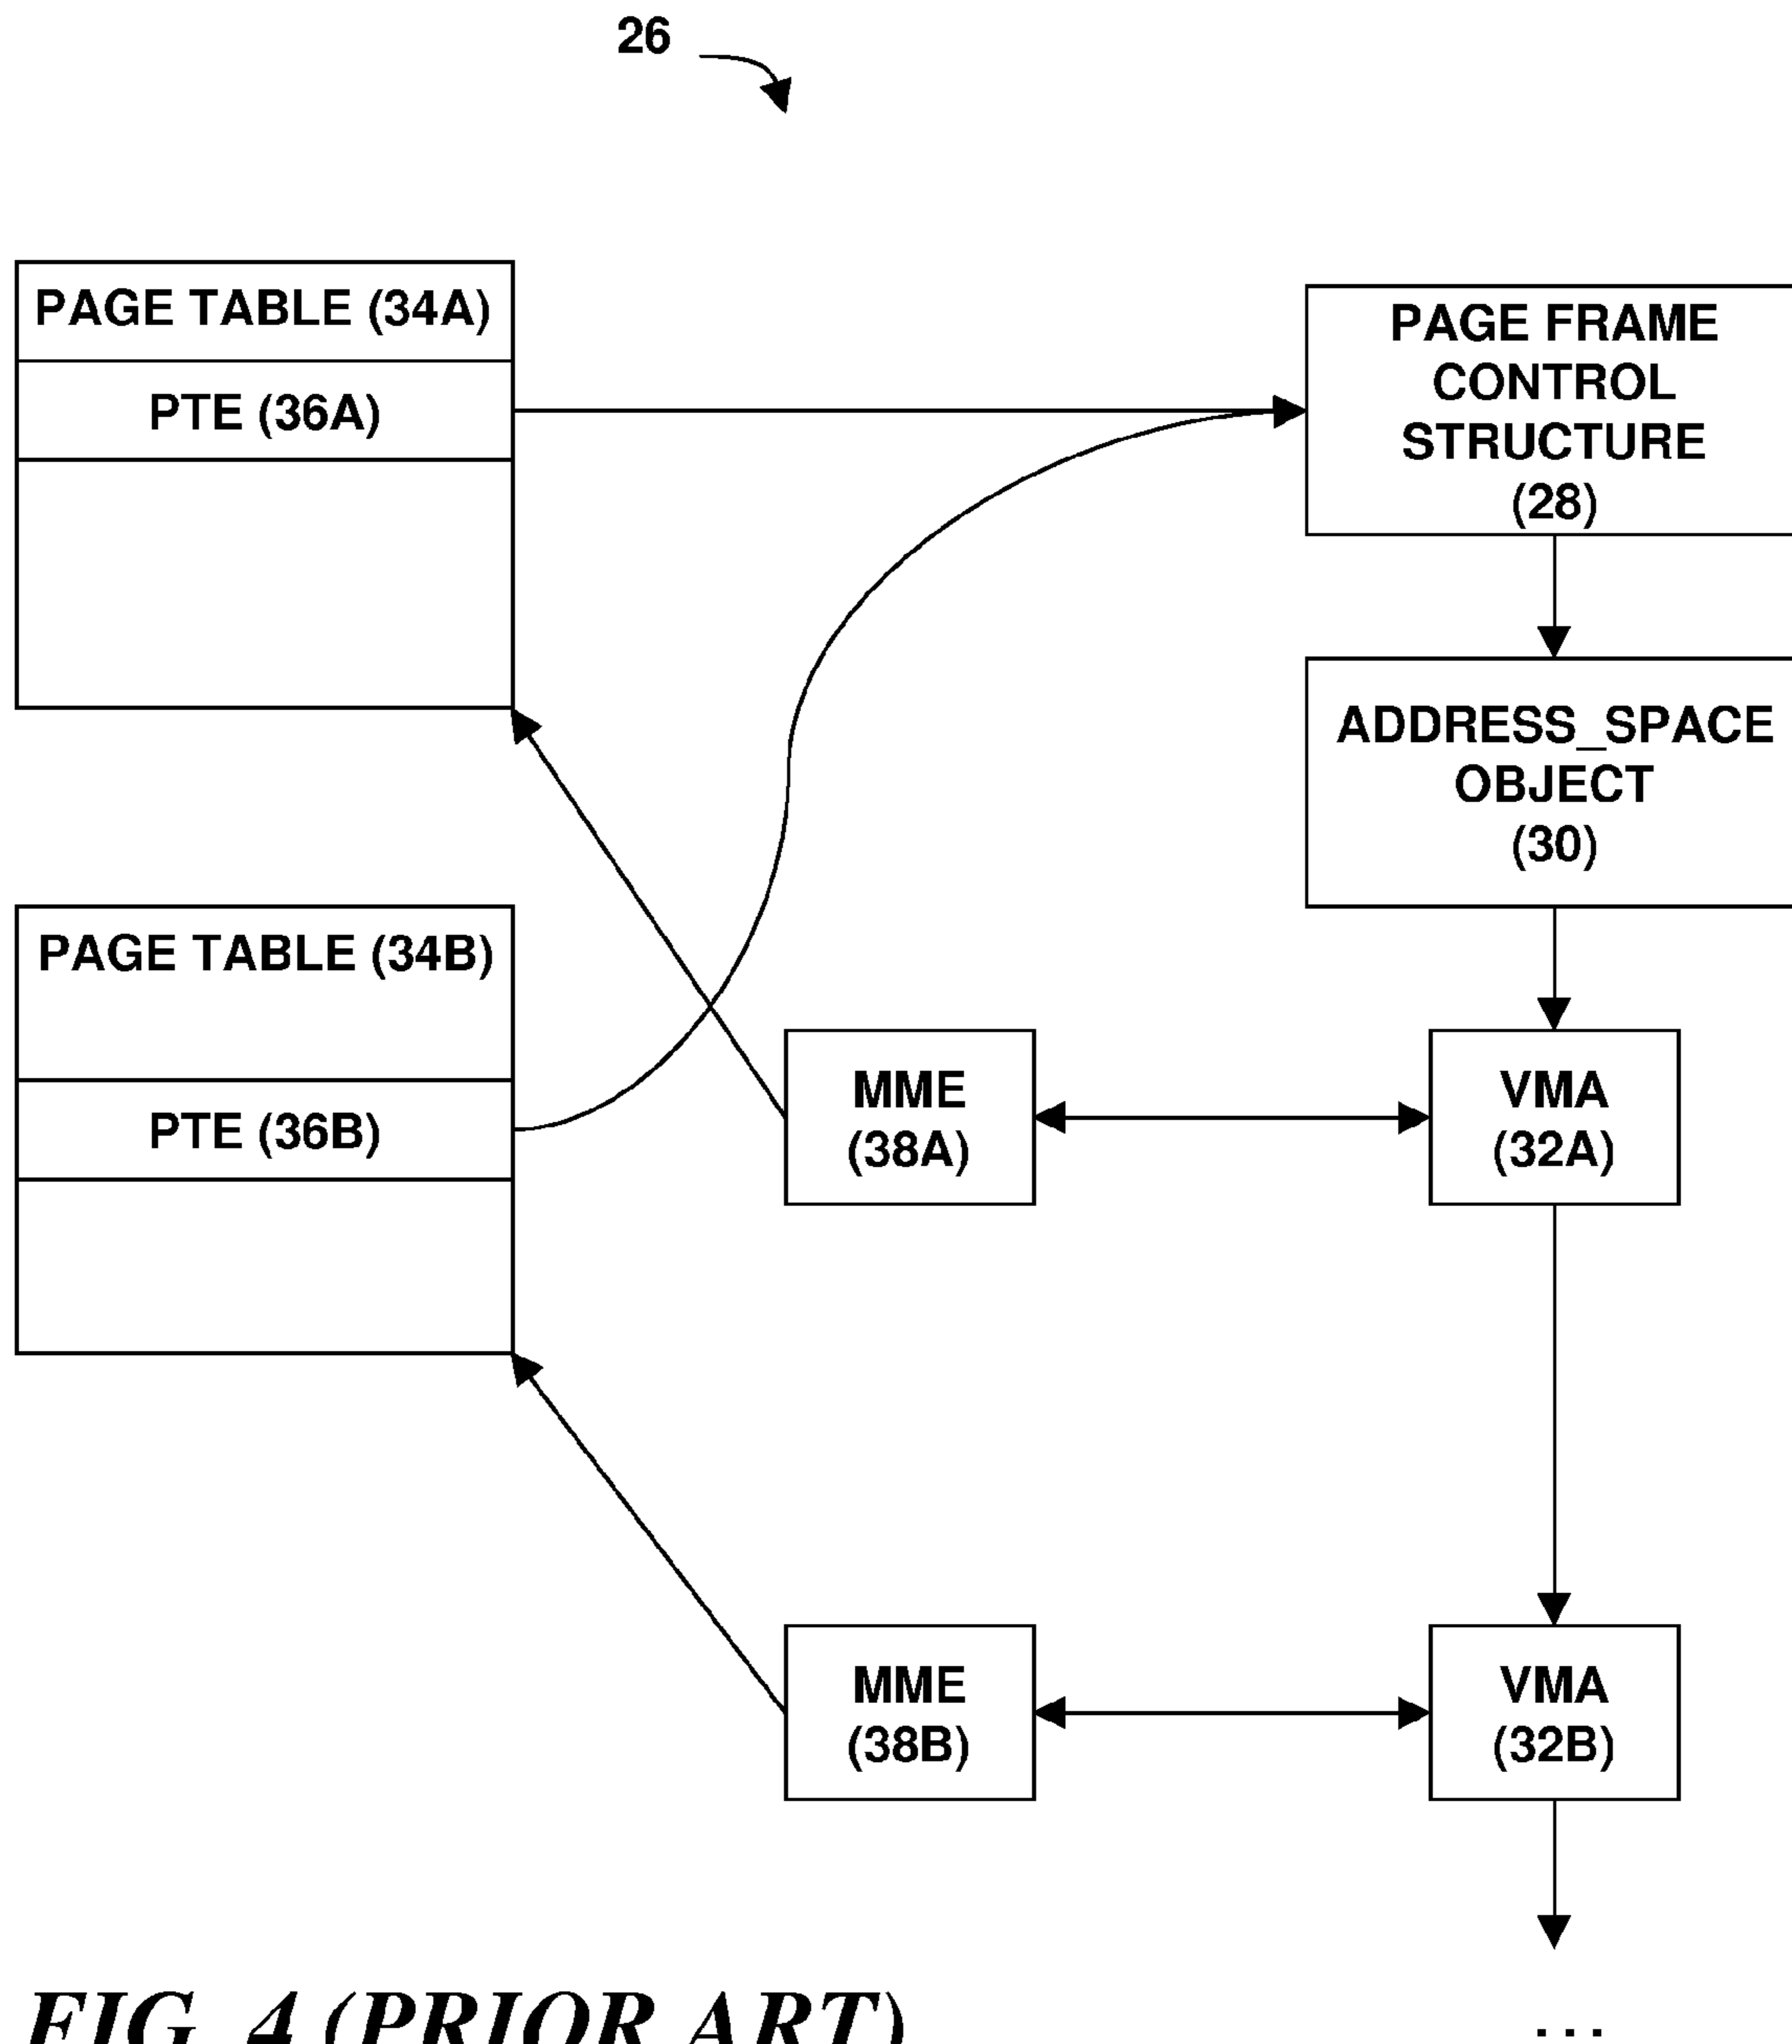 26
PAGE TABLE (34A)
PTE (36A)
PAGE FRAME
CONTROL
STRUCTURE
(28)
ADDRESS_SPACE
OBJECT
(30)
PAGE TABLE (34B)
PTE (36B)
MME
(38A)
VMA
(32A)
MME
(38B)
VMA
(32B)
...
FIG. 4 (PRIOR ART)